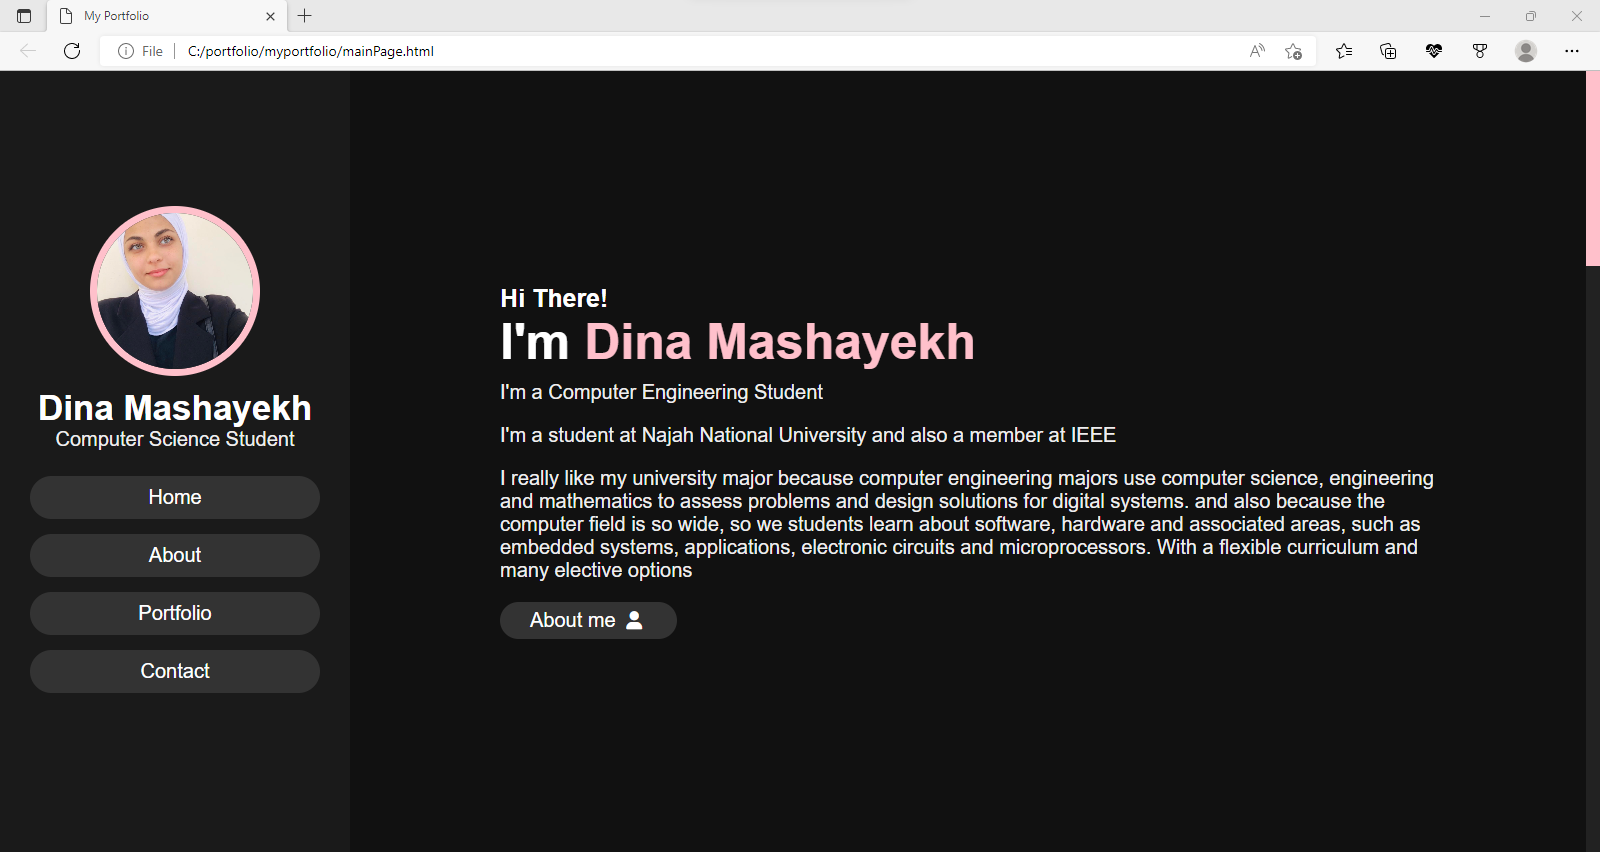 My Portfolio
File
C:/portfolio/myportfolio/mainPage.html
Dina Mashayekh
Computer Science Student
Home
About
Portfolio
Contact
Hi There!
I'm Dina Mashayekh
I'm a Computer Engineering Student
I'm a student at Najah National University and also a member at IEEE
I really like my university major because computer engineering majors use computer science, engineering
and mathematics to assess problems and design solutions for digital systems. and also because the
computer field is so wide, so we students learn about software, hardware and associated areas, such as
embedded systems, applications, electronic circuits and microprocessors. With a flexible curriculum and
many elective options
About me